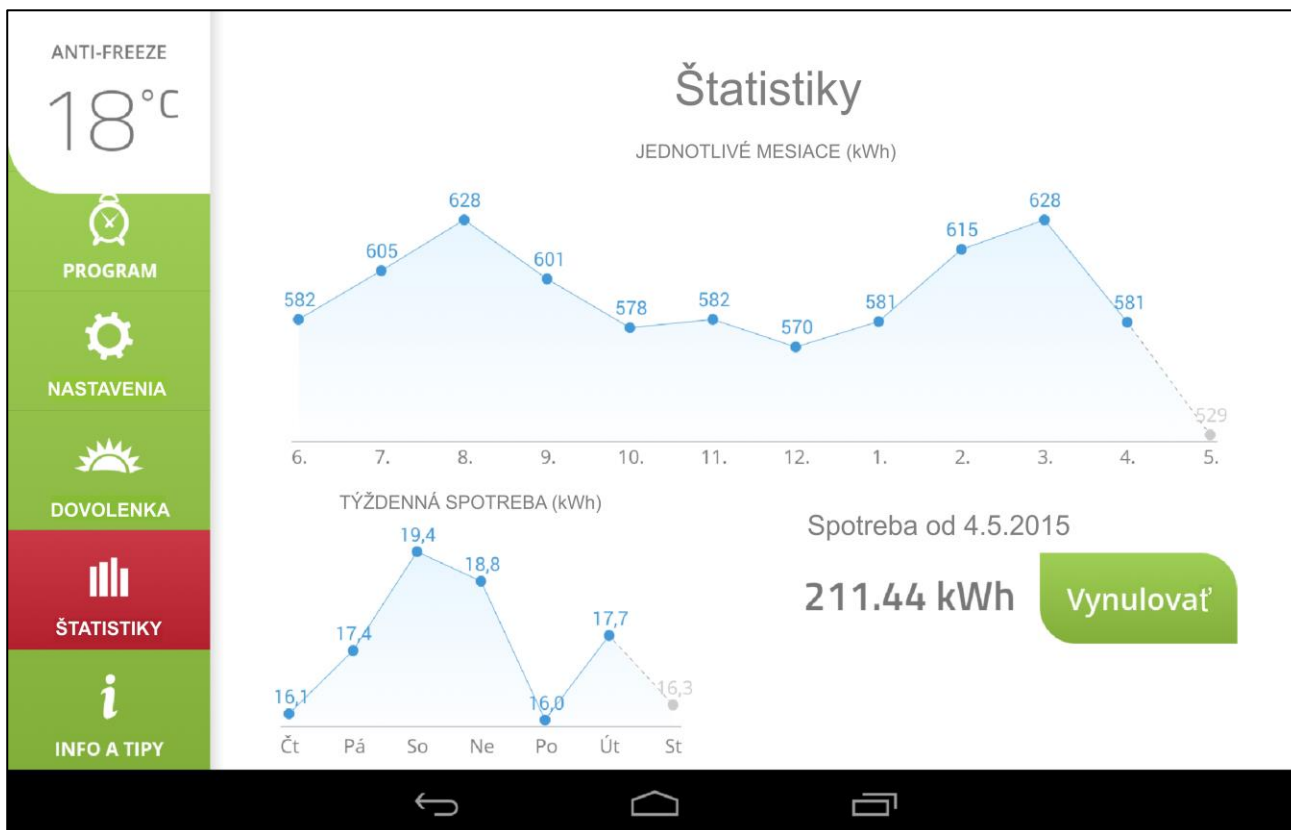 ANTI-FREEZE
18°C
PROGRAM
NASTAVENIA
DOVOLENKA
ŠTATISTIKY
INFO A TIPY
Štatistiky
JEDNOTLIVÉ MESIACE (kWh)
582
605
628
601
578
582
570
581
615
628
581
529
6. 7. 8. 9. 10. 11. 12. 1. 2. 3. 4. 5.
TÝŽDENNÁ SPOTREBA (kWh)
16,1
17,4
19,4
18,8
16,0
17,7
16,3
Čt Pá So Ne Po Út St
Spotreba od 4.5.2015
211.44 kWh
Vynulovať